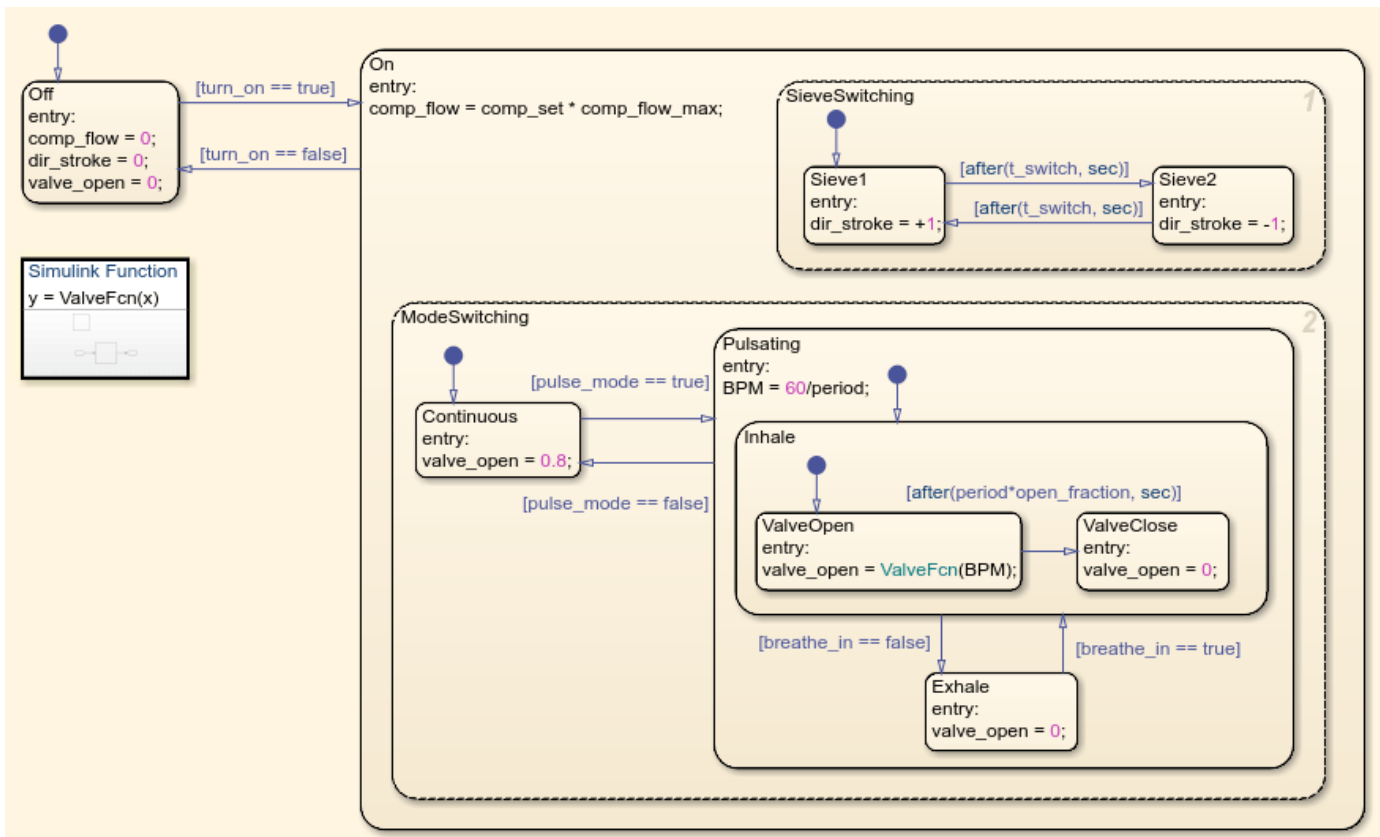 Off
entry:
comp_flow = 0;
dir_stroke = 0;
valve_open = 0;
[turn_on == true]
[turn_on == false]
Simulink Function
y = ValveFcn(x)
On
entry:
comp_flow = comp_set * comp_flow_max;
SieveSwitching
1
Sieve1
entry:
dir_stroke = +1;
[after(t_switch, sec)]
[after(t_switch, sec)]
Sieve2
entry:
dir_stroke = -1;
ModeSwitching
2
Continuous
entry:
valve_open = 0.8;
[pulse_mode == true]
[pulse_mode == false]
Pulsating
entry:
BPM = 60/period;
Inhale
[after(period*open_fraction, sec)]
ValveOpen
entry:
valve_open = ValveFcn(BPM);
ValveClose
entry:
valve_open = 0;
[breathe_in == false]
[breathe_in == true]
Exhale
entry:
valve_open = 0;